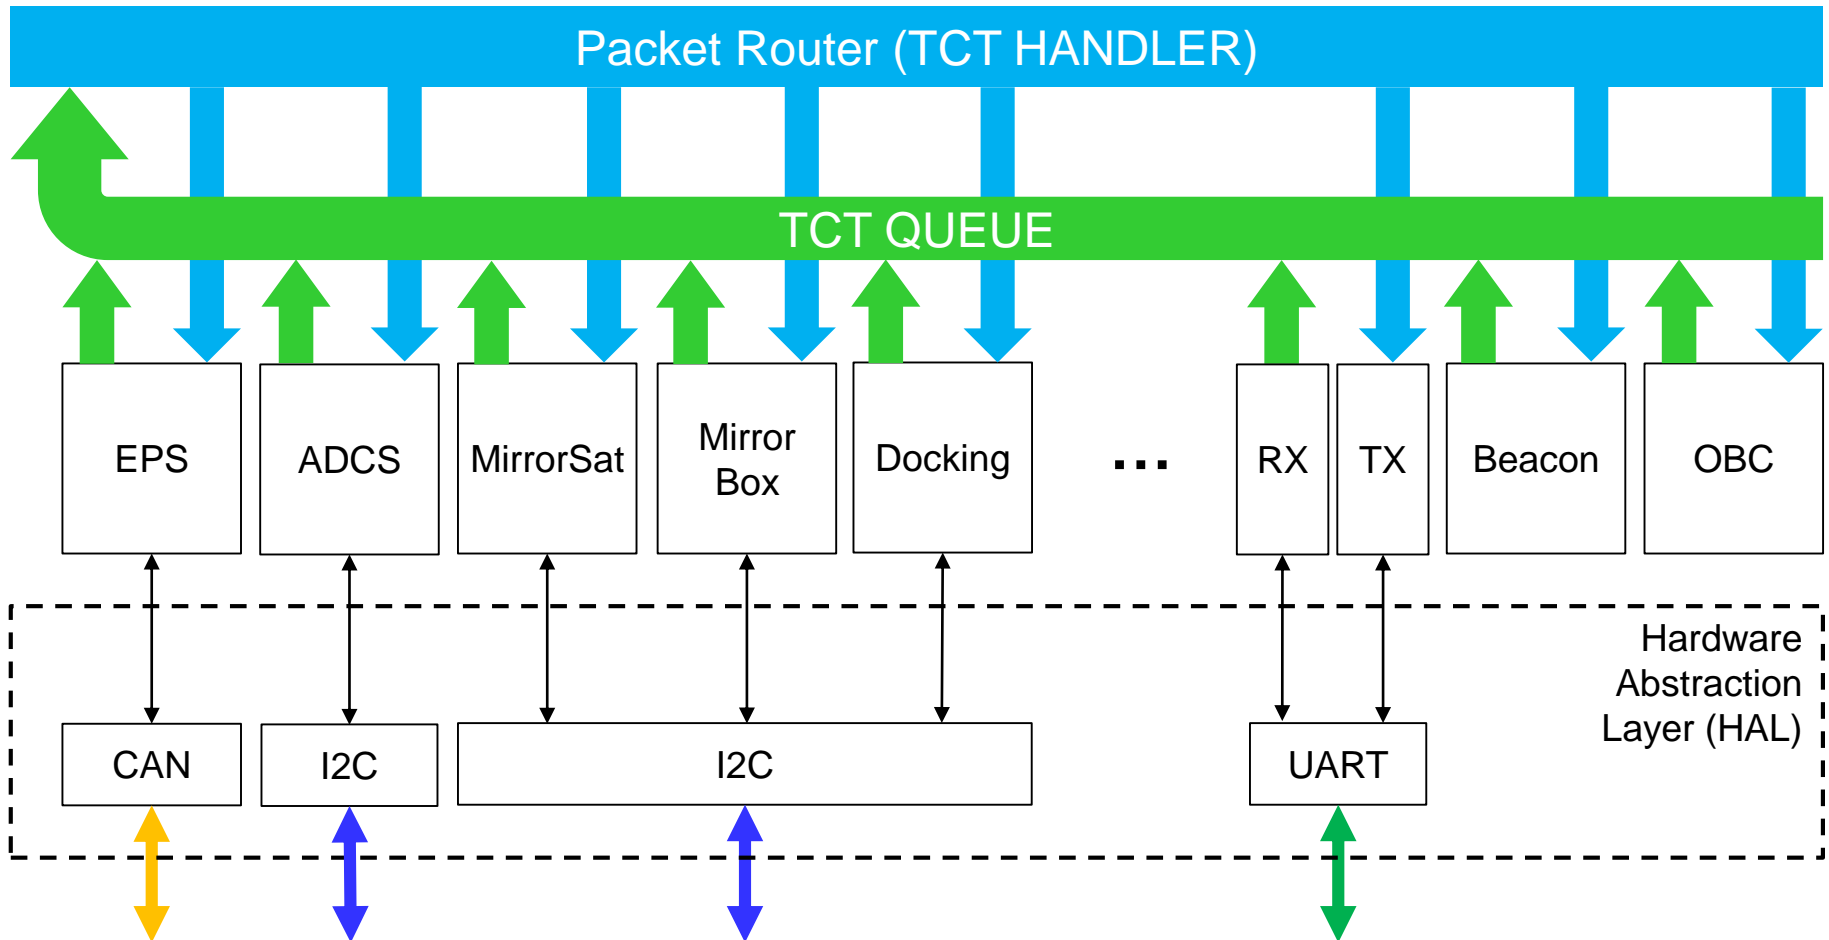 Packet Router (TCT HANDLER)
TCT QUEUE
EPS
ADCS
MirrorSat
Mirror
Box
Docking
...
RX
TX
Beacon
OBC
Hardware
Abstraction
Layer (HAL)
CAN
I2C
I2C
UART